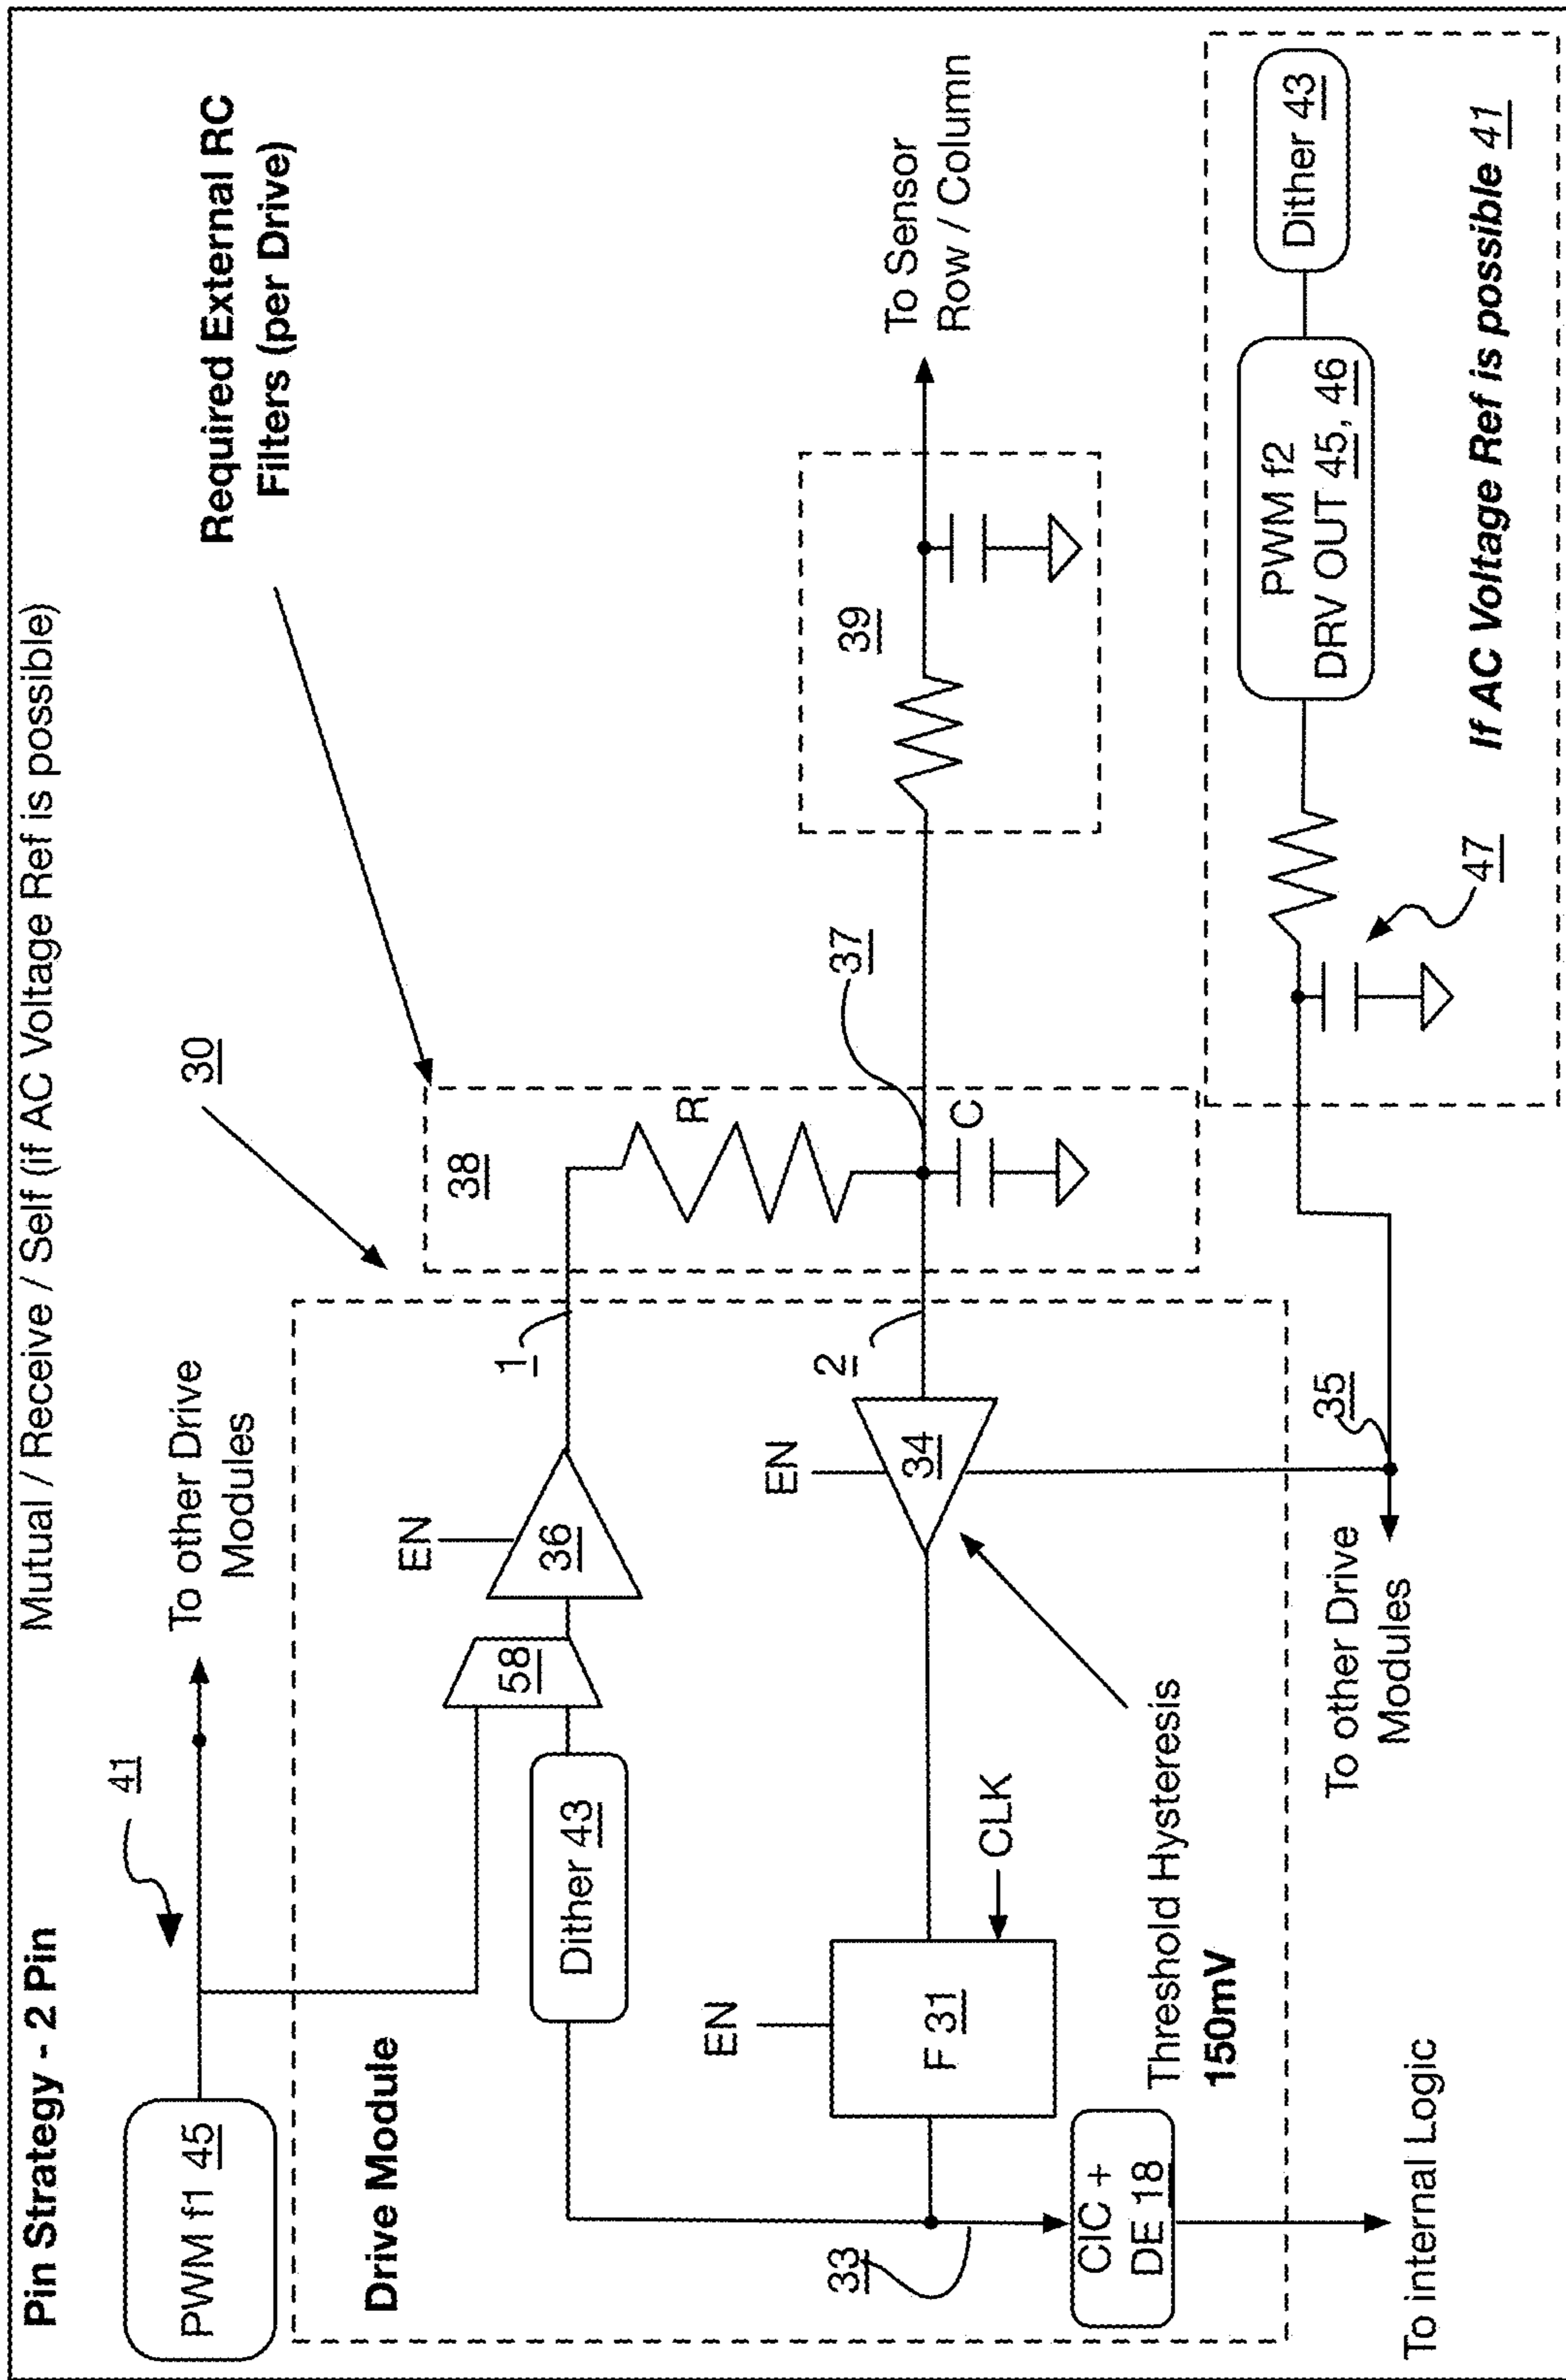 Pin Strategy - 2 Pin
Mutual / Receive / Self (if AC Voltage Ref is possible)
PWM f1 45
41
To other Drive
Modules
30
Required External RC
Filters (per Drive)
Drive Module
Dither 43
58
EN
36
1
38
R
37
C
39
To Sensor
Row / Column
EN
F 31
CLK
EN
34
2
33
CIC +
DE 18
Threshold Hysteresis
150mV
To internal Logic
To other Drive
Modules
35
47
PWM f2
DRV OUT 45, 46
Dither 43
If AC Voltage Ref is possible 41